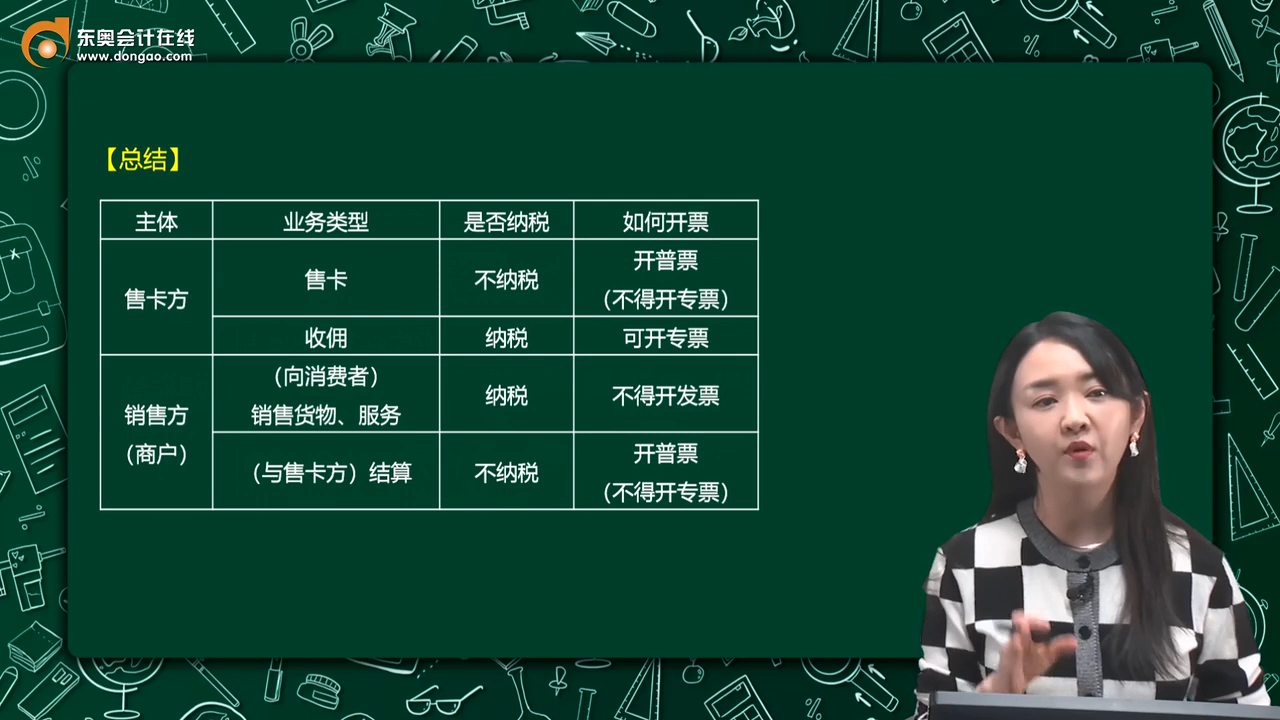 东奥会计在线
www.dongao.com
【总结】
主体 业务类型 是否纳税 如何开票
售卡方 售卡 不纳税 开普票
（不得开专票）
收佣 纳税 可开专票
销售方
（商户）
（向消费者）
销售货物、服务
纳税 不得开发票
（与售卡方）结算 不纳税 开普票
（不得开专票）